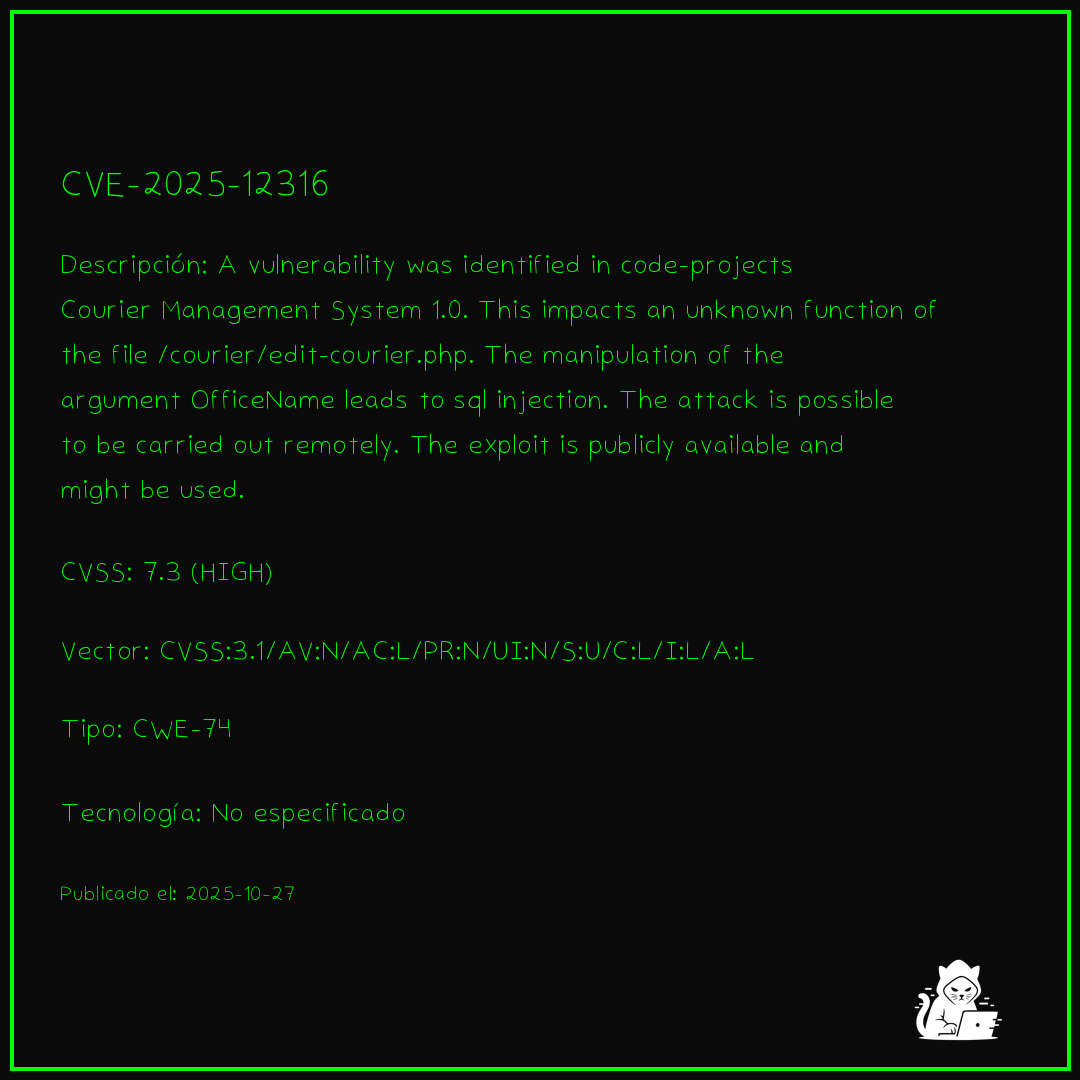 CVE-2025-12316
Descripción: A vulnerability was identified in code-projects
Courier Management System 1.0. This impacts an unknown function of
the file /courier/edit-courier.php. The manipulation of the
argument OfficeName leads to sql injection. The attack is possible
to be carried out remotely. The exploit is publicly available and
might be used.
CVSS: 7.3 (HIGH)
Vector: CVSS:3.1/AV:N/AC:L/PR:N/UI:N/S:U/C:L/I:L/A:L
Tipo: CWE-74
Tecnología: No especificado
Publicado el: 2025-10-27